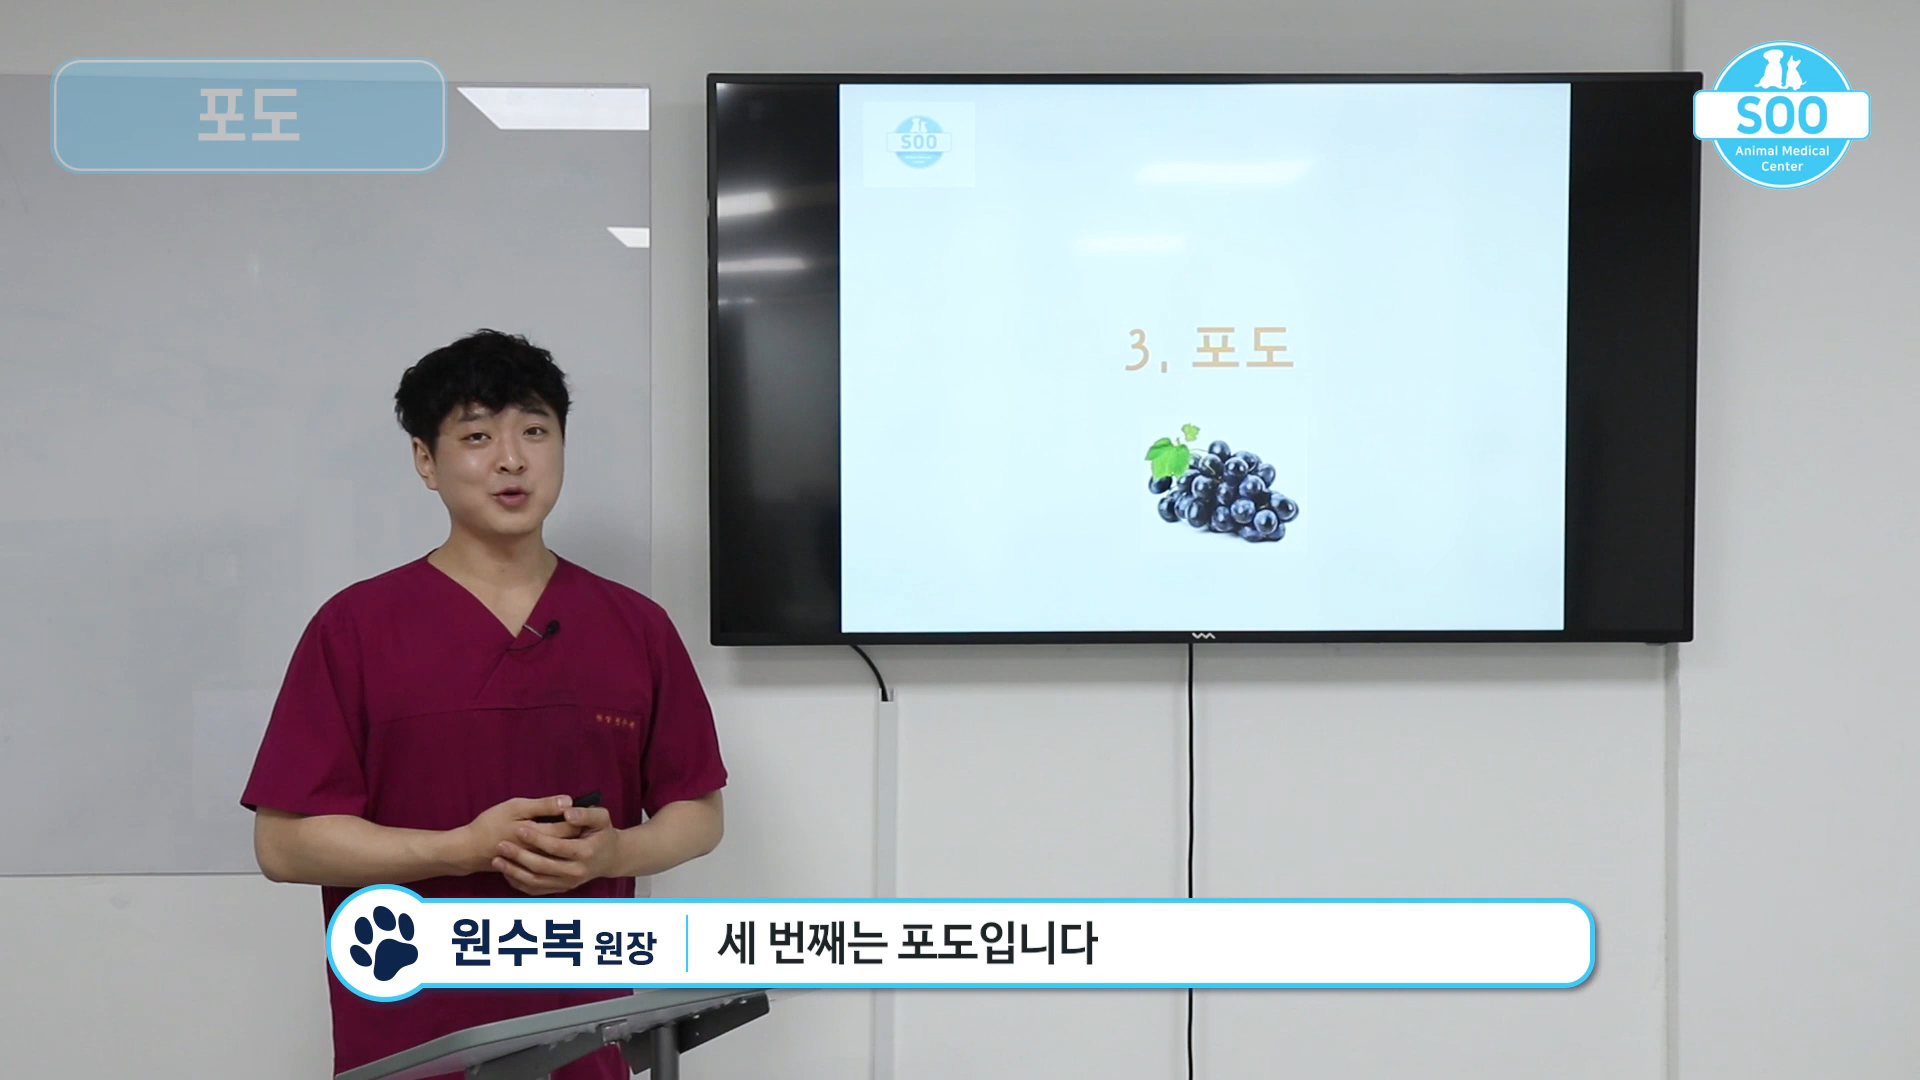 포도
SOO
Animal Medical
Center
SOO
3. 포도
원수복 원장
세 번째는 포도입니다